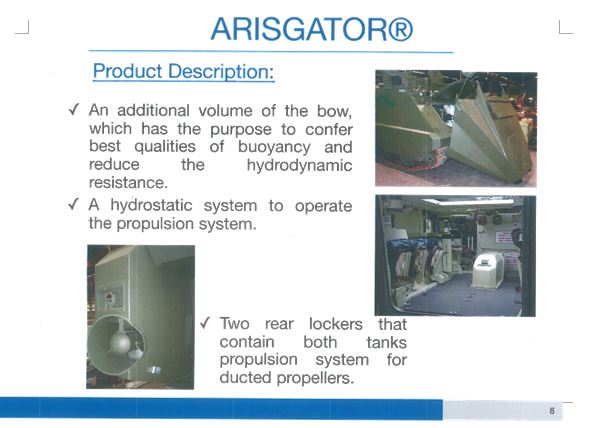 ARISGATOR®
Product Description:
✓ An additional volume of the bow,
which has the purpose to confer
best qualities of buoyancy and
reduce the hydrodynamic
resistance.
✓ A hydrostatic system to operate
the propulsion system.
✓ Two rear lockers that
contain both tanks
propulsion system for
ducted propellers.
8